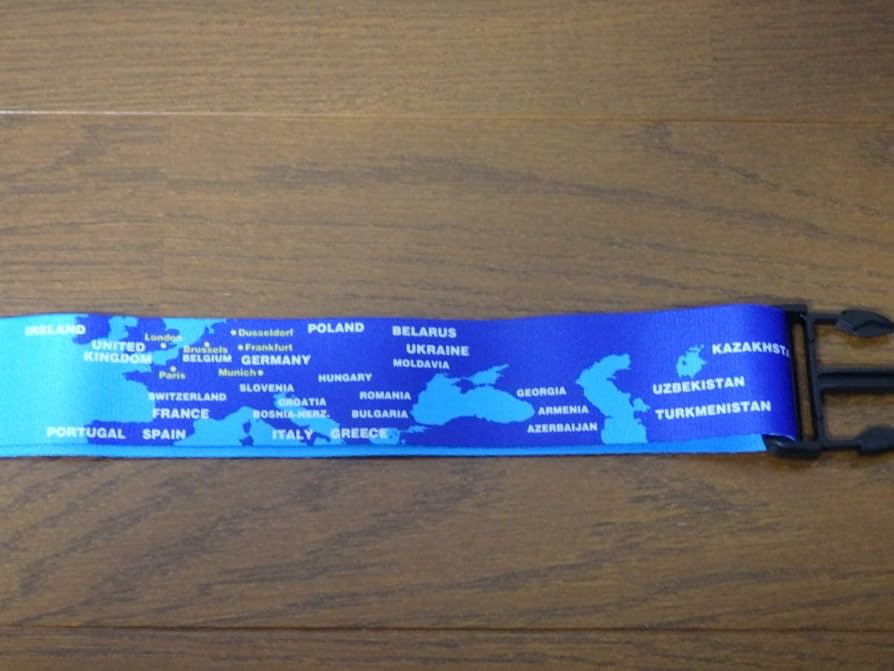 IRELAND
UNITED
KINGDOM
London
Brussels
BELGIUM
Paris
Dusseldorf
Frankfurt
GERMANY
Munich
POLAND
BELARUS
UKRAINE
MOLDAVIA
HUNGARY
SLOVENIA
SWITZERLAND
CROATIA
ROMANIA
FRANCE
BOSNIA-HERZ.
BULGARIA
PORTUGAL
SPAIN
ITALY
GREECE
GEORGIA
ARMENIA
AZERBAIJAN
KAZAKHSTA
UZBEKISTAN
TURKMENISTAN